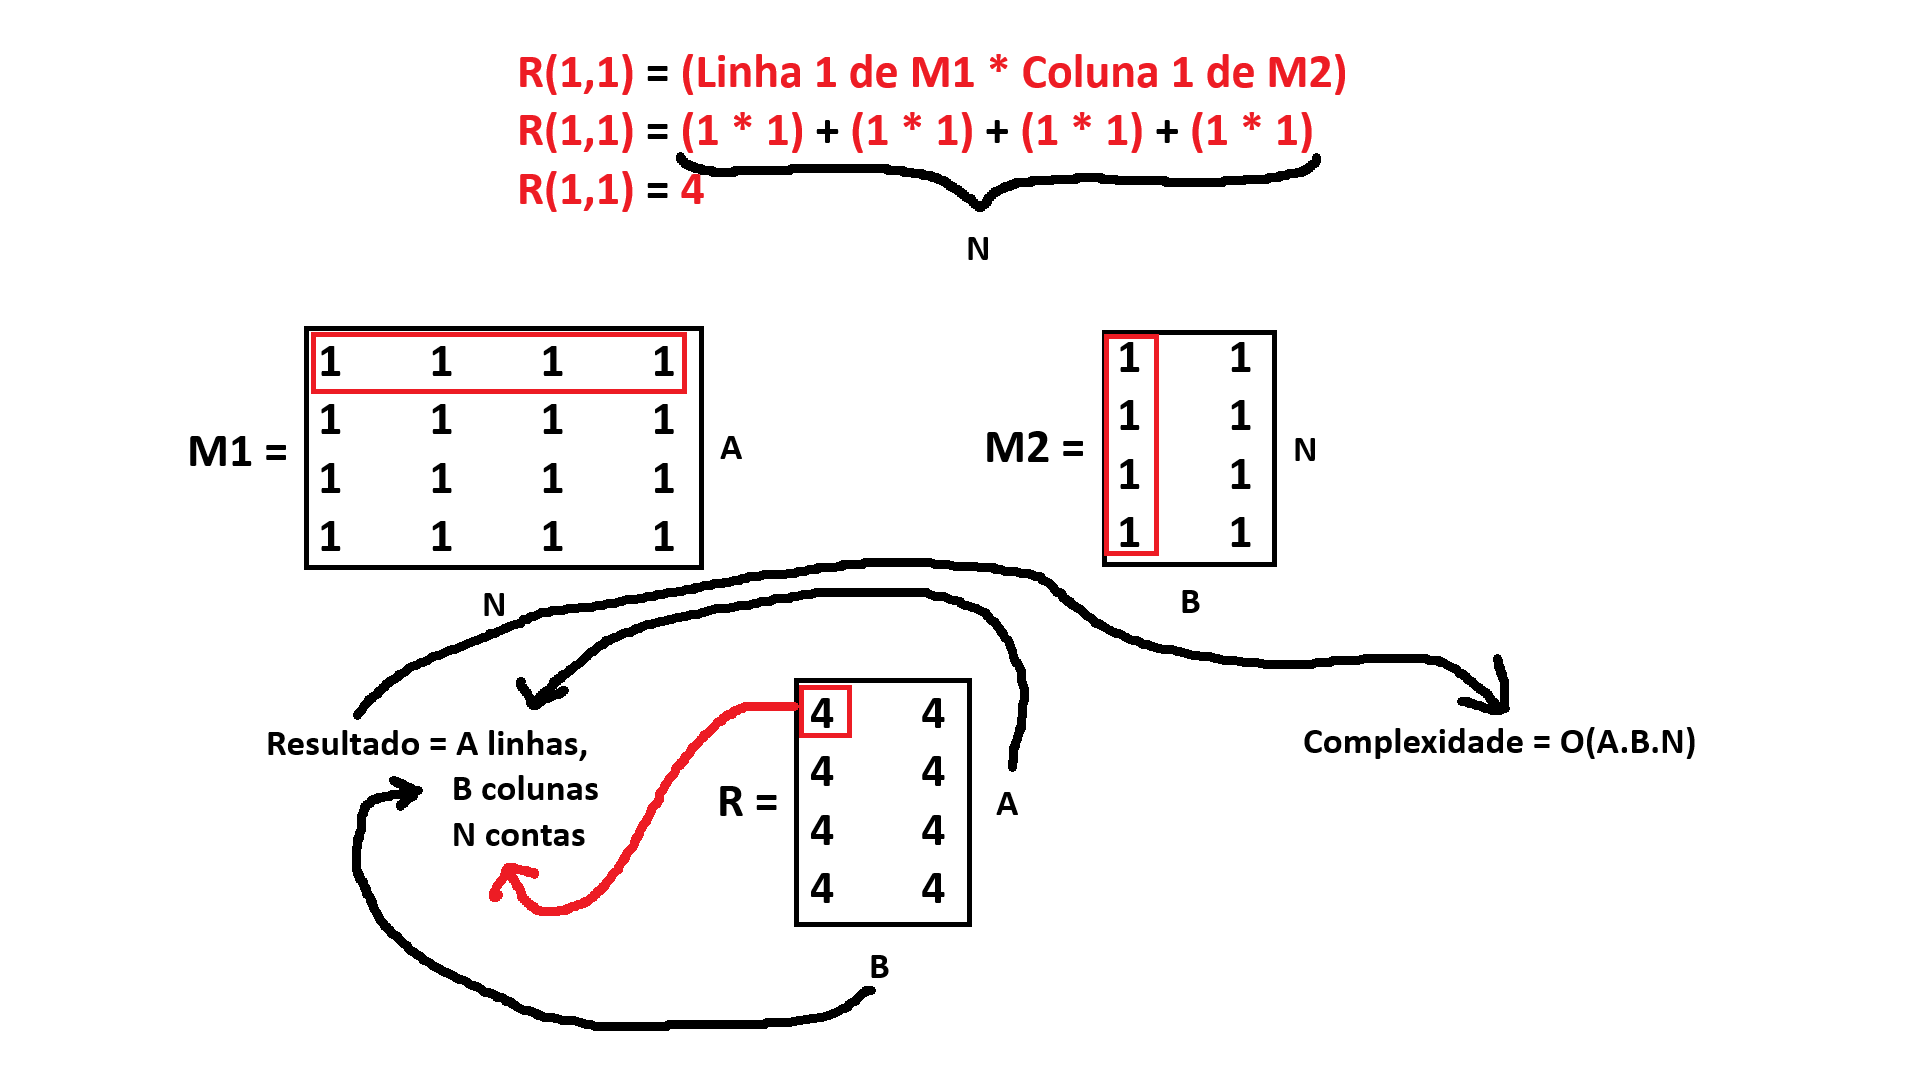 R(1,1) = (Linha 1 de M1 * Coluna 1 de M2)
R(1,1) = (1 * 1) + (1 * 1) + (1 * 1) + (1 * 1)
R(1,1) = 4
N
M1 =
1 1 1 1
1 1 1 1
1 1 1 1
1 1 1 1
A
N
M2 =
1 1
1 1
1 1
1 1
N
B
Resultado = A linhas,
B colunas
N contas
R =
4 4
4 4
4 4
4 4
A
B
Complexidade = O(A.B.N)